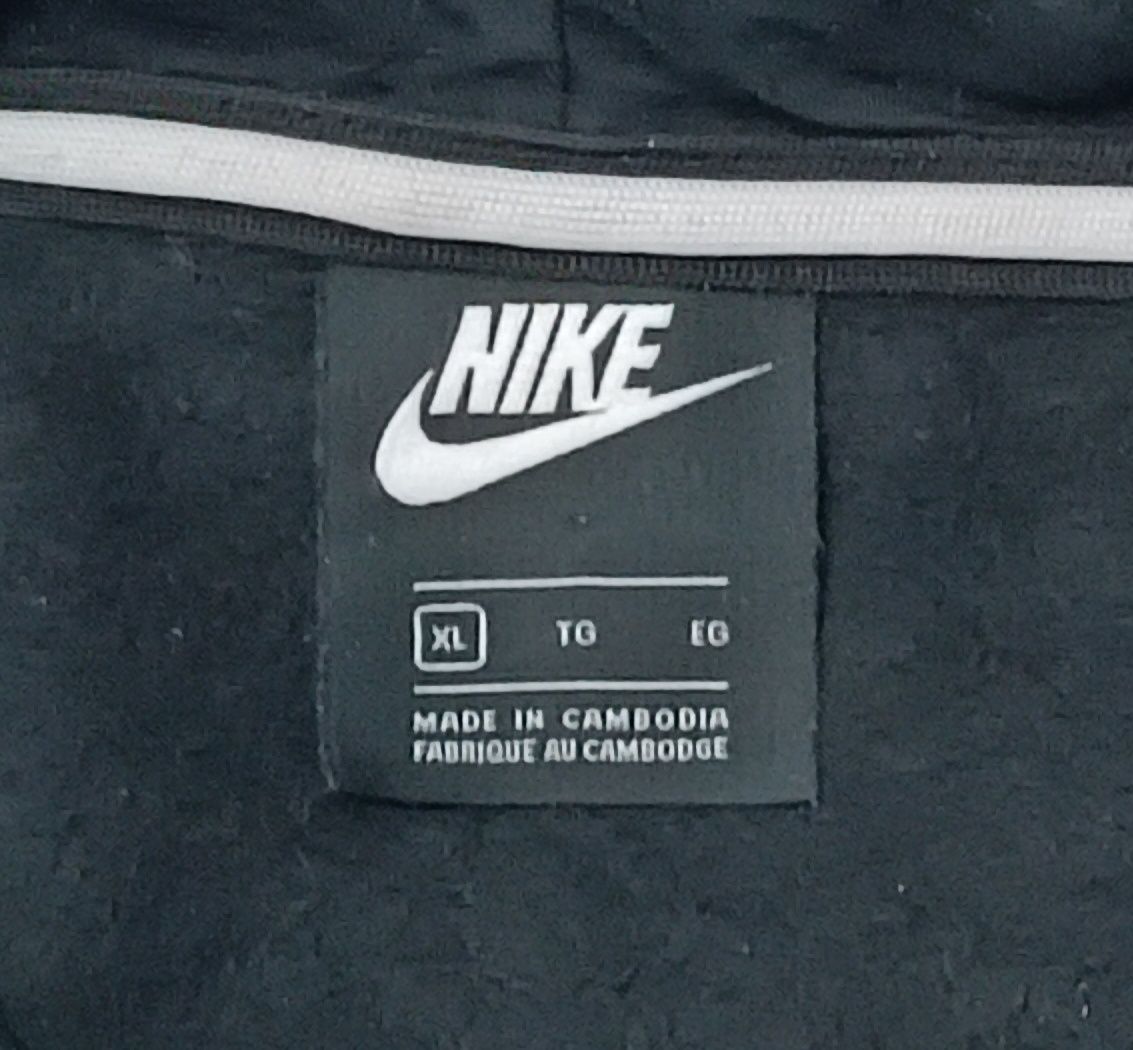 NIKE
XL TG EG
MADE IN CAMBODIA
FABRIQUE AU CAMBODGE